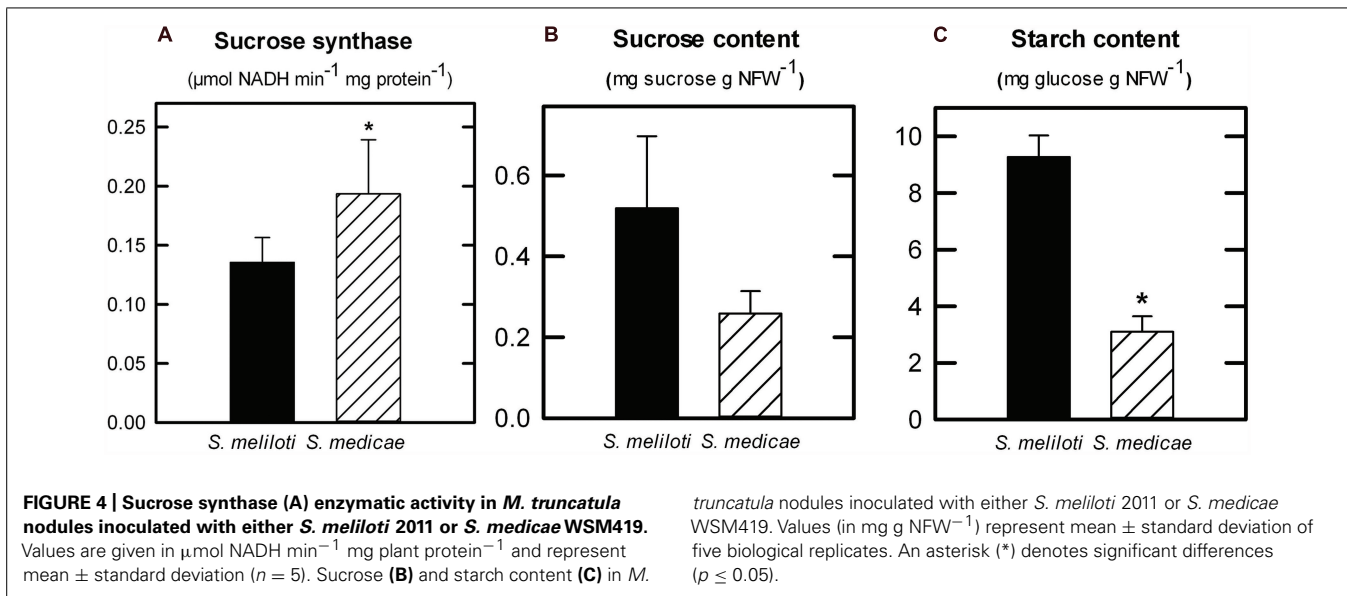 A
Sucrose synthase
(µmol NADH min⁻¹ mg protein⁻¹)
0.25
0.20
0.15
0.10
0.05
0.00
*
S. meliloti S. medicae
B
Sucrose content
(mg sucrose g NFW⁻¹)
0.6
0.4
0.2
0.0
S. meliloti S. medicae
C
Starch content
(mg glucose g NFW⁻¹)
10
8
6
4
2
0
*
S. meliloti S. medicae
FIGURE 4 | Sucrose synthase (A) enzymatic activity in M. truncatula
nodules inoculated with either S. meliloti 2011 or S. medicae WSM419.
Values are given in µmol NADH min⁻¹ mg plant protein⁻¹ and represent
mean ± standard deviation (n = 5). Sucrose (B) and starch content (C) in M.
truncatula nodules inoculated with either S. meliloti 2011 or S. medicae
WSM419. Values (in mg g NFW⁻¹) represent mean ± standard deviation of
five biological replicates. An asterisk (*) denotes significant differences
(p ≤ 0.05).